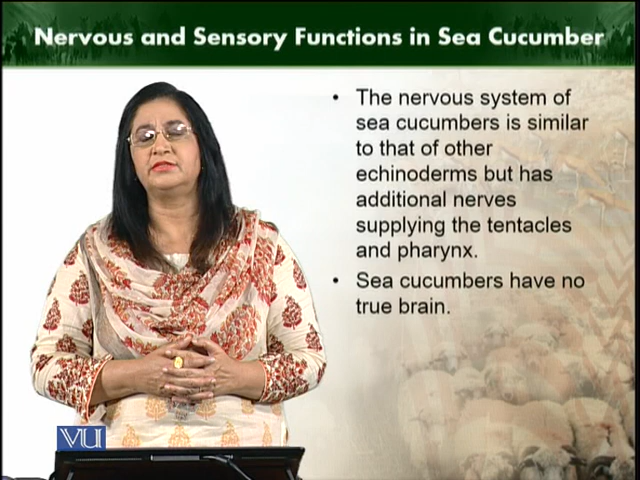 Nervous and Sensory Functions in Sea Cucumber
• The nervous system of
sea cucumbers is similar
to that of other
echinoderms but has
additional nerves
supplying the tentacles
and pharynx.
• Sea cucumbers have no
true brain.
VU